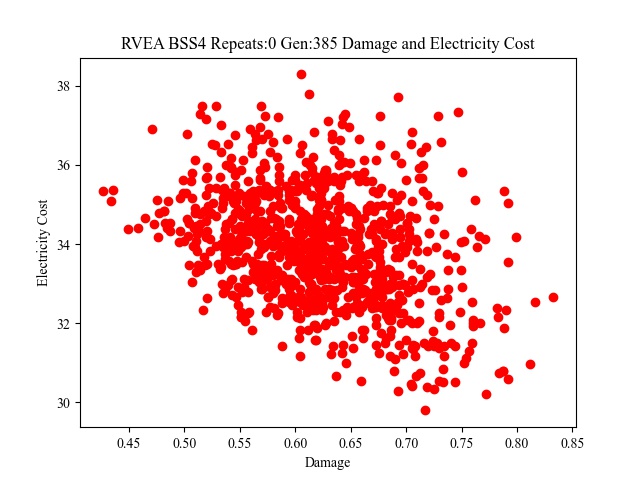 RVEA BSS4 Repeats:0 Gen:385 Damage and Electricity Cost
38
36
34
32
30
Electricity Cost
0.45 0.50 0.55 0.60 0.65 0.70 0.75 0.80 0.85
Damage